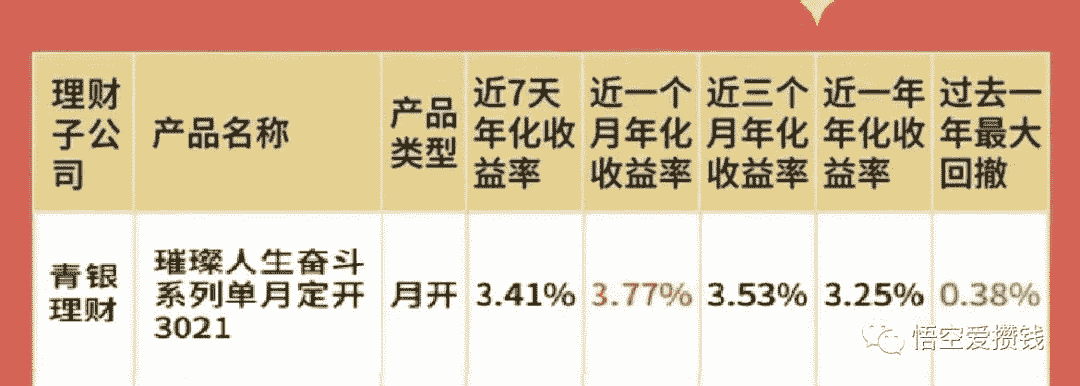 理财
子公
司
产品名称
产品
类型
近7天
年化收
益率
近一个
月年化
收益率
近三个
月年化
收益率
近一年
年化收
益率
过去一
年最大
回撤
青银
理财
璀璨人生奋斗
系列单月定开
3021
月开
3.41%
3.77%
3.53%
3.25%
0.38%
悟空爱攒钱